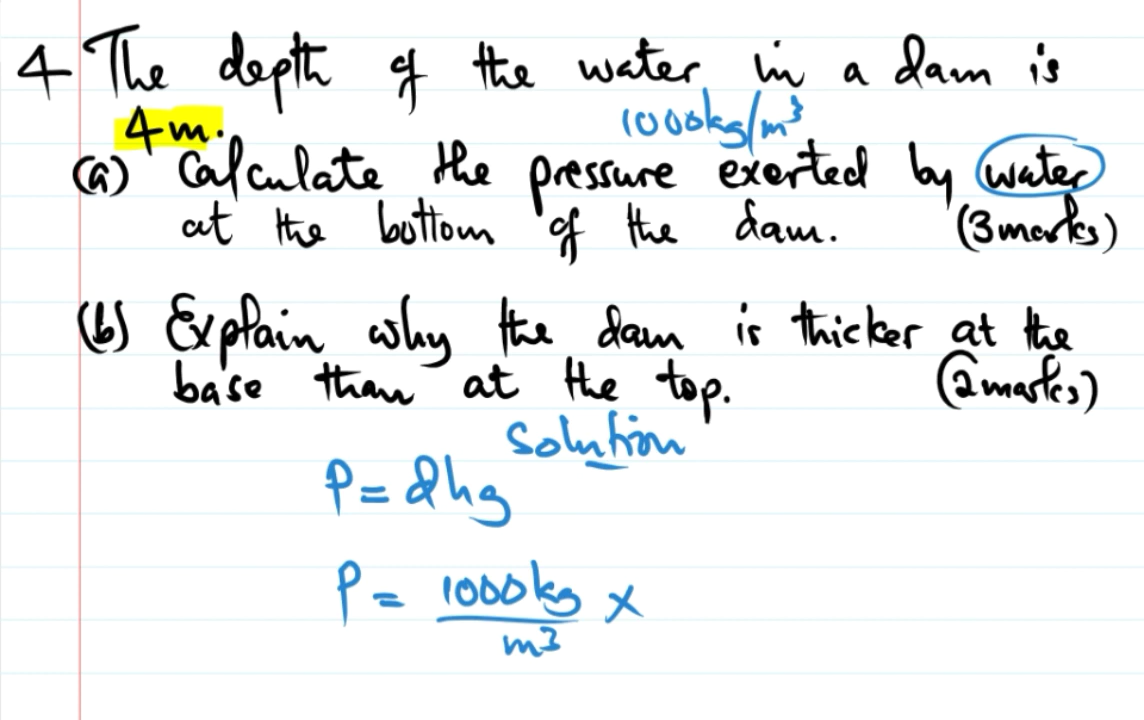 4 The depth of the water in a dam is
4m.
1000kg/m³
(a) Calculate the pressure exerted by water
at the bottom of the dam. (3marks)
(b) Explain why the dam is thicker at the
base than at the top. (2marks)
Solution
P = dhg
P = 1000kg ×
m³